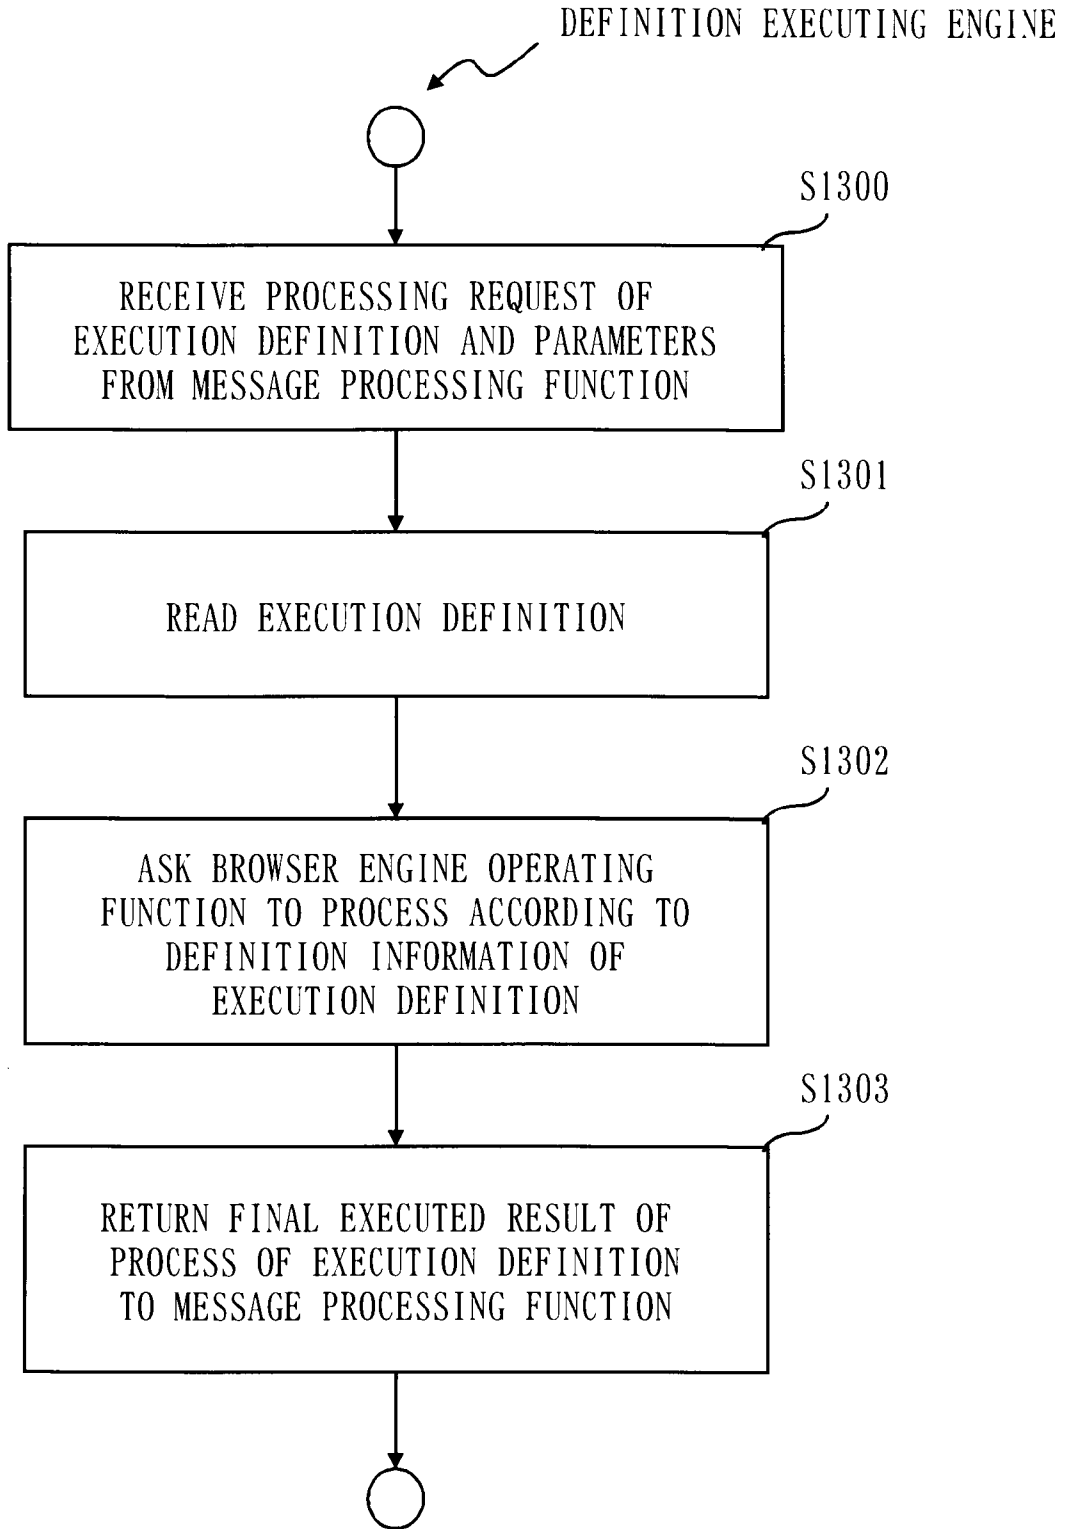 DEFINITION EXECUTING ENGINE
S1300
RECEIVE PROCESSING REQUEST OF
EXECUTION DEFINITION AND PARAMETERS
FROM MESSAGE PROCESSING FUNCTION
S1301
READ EXECUTION DEFINITION
S1302
ASK BROWSER ENGINE OPERATING
FUNCTION TO PROCESS ACCORDING TO
DEFINITION INFORMATION OF
EXECUTION DEFINITION
S1303
RETURN FINAL EXECUTED RESULT OF
PROCESS OF EXECUTION DEFINITION
TO MESSAGE PROCESSING FUNCTION